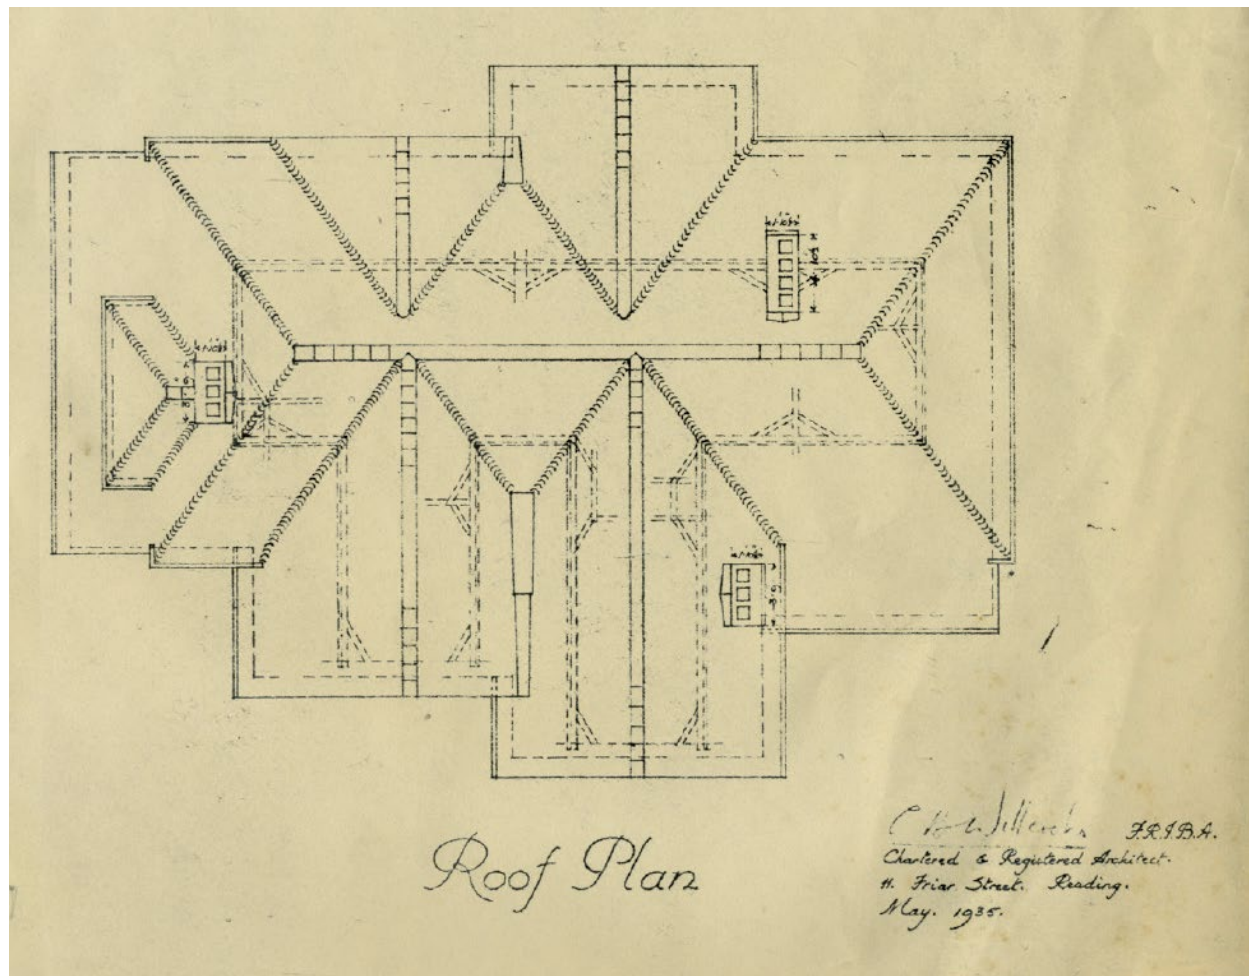 Roof Plan
F.R.I.B.A.
Chartered & Registered Architect.
11. Friar Street. Reading.
May. 1935.